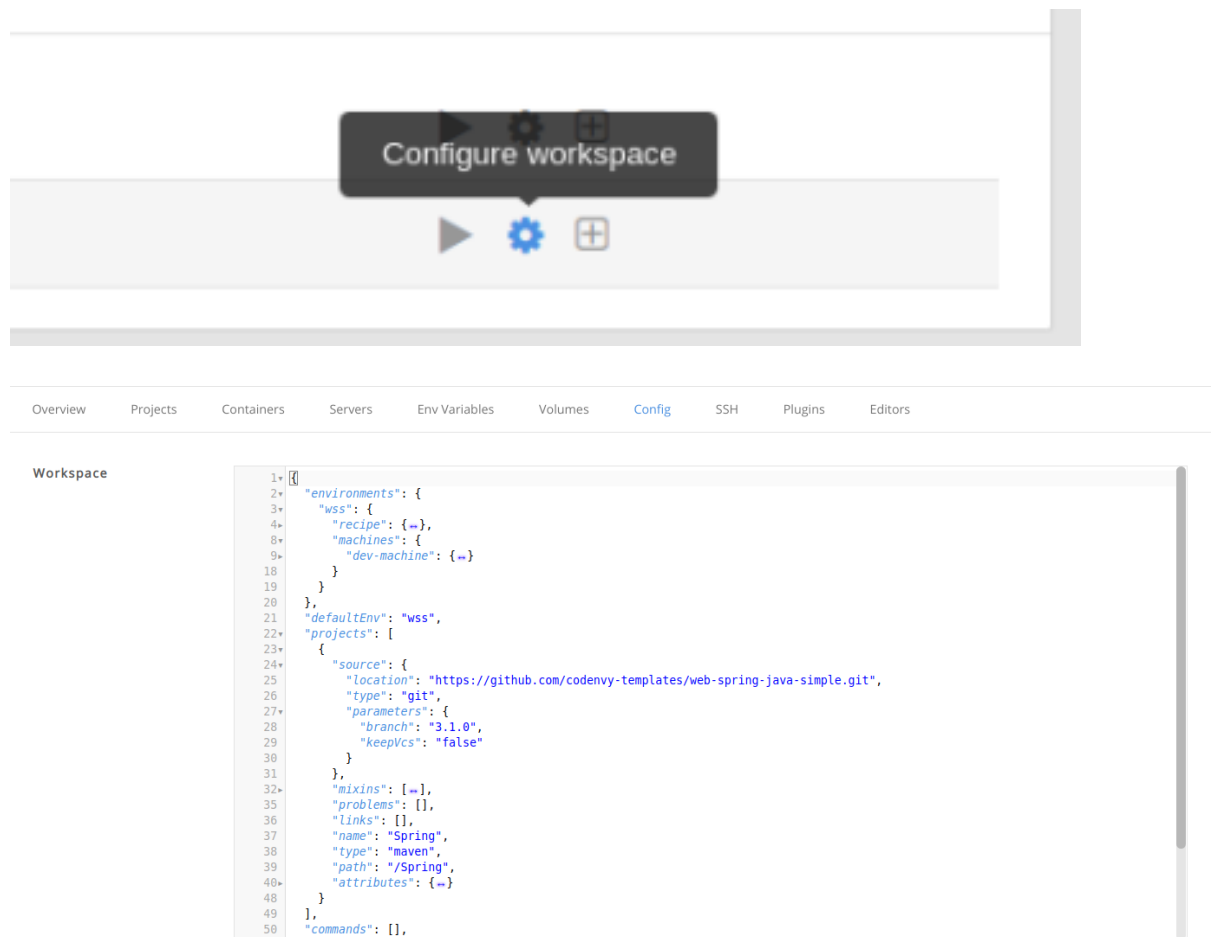 Configure workspace
Overview Projects Containers Servers Env Variables Volumes Config SSH Plugins Editors
Workspace
1 {
2 "environments": {
3 "wss": {
4 "recipe": {↔},
8 "machines": {
9 "dev-machine": {↔}
18 }
19 }
20 },
21 "defaultEnv": "wss",
22 "projects": [
23 {
24 "source": {
25 "location": "https://github.com/codenvy-templates/web-spring-java-simple.git",
26 "type": "git",
27 "parameters": {
28 "branch": "3.1.0",
29 "keepVcs": "false"
30 }
31 },
32 "mixins": [↔],
35 "problems": [],
36 "links": [],
37 "name": "Spring",
38 "type": "maven",
39 "path": "/Spring",
40 "attributes": {↔}
48 }
49 ],
50 "commands": [],